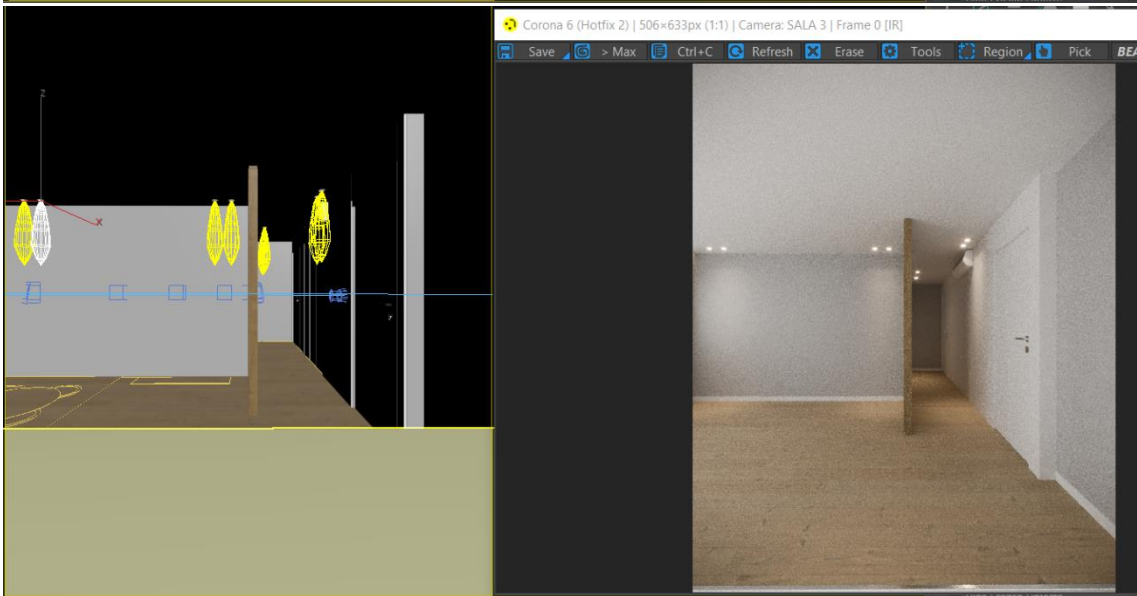 Corona 6 (Hotfix 2) | 506×633px (1:1) | Camera: SALA 3 | Frame 0 [IR]
Save > Max Ctrl+C Refresh Erase Tools Region Pick BEA
z
x